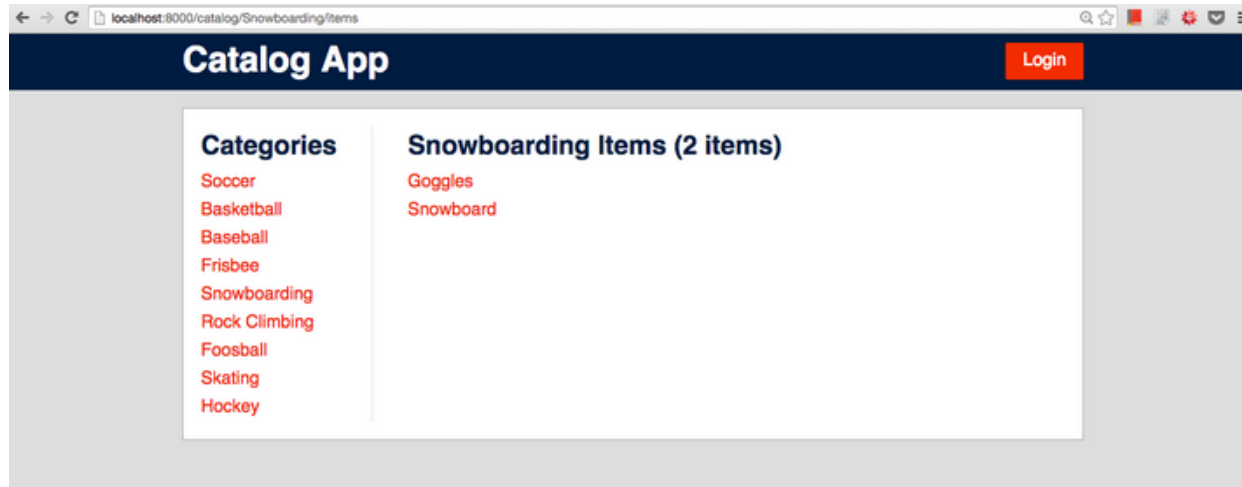 localhost:8000/catalog/Snowboarding/items
Catalog App
Login
Categories
Soccer
Basketball
Baseball
Frisbee
Snowboarding
Rock Climbing
Foosball
Skating
Hockey
Snowboarding Items (2 items)
Goggles
Snowboard